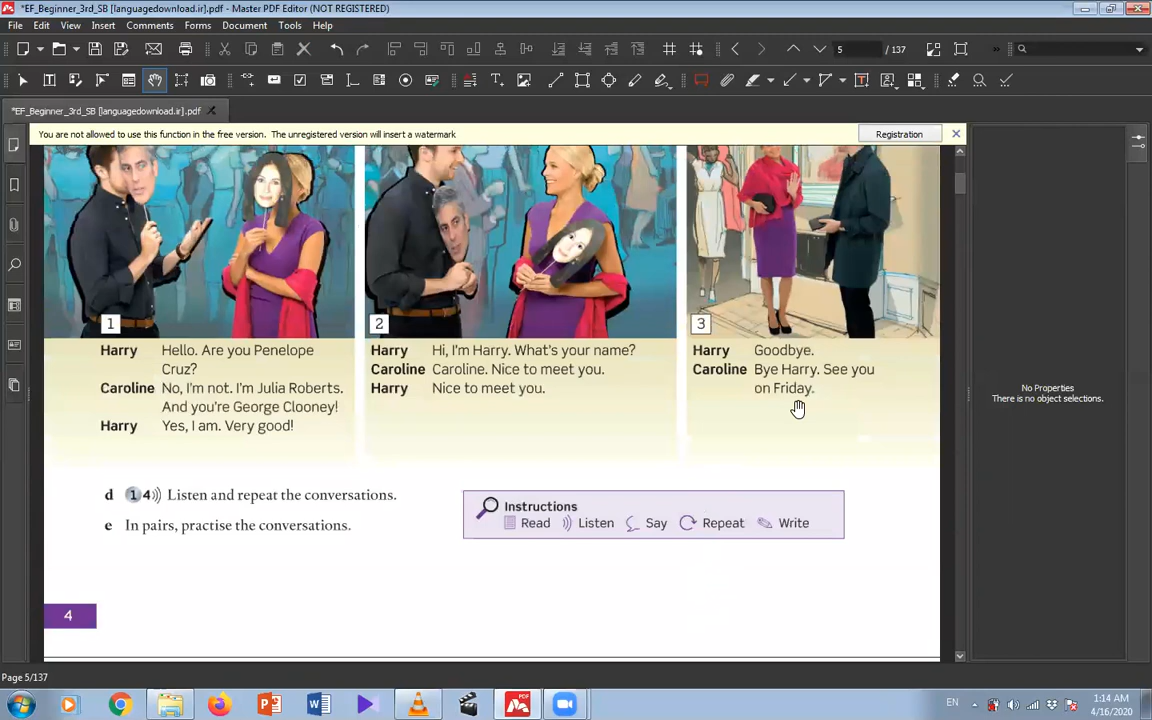 *EF_Beginner_3rd_SB [languagedownload.ir].pdf - Master PDF Editor (NOT REGISTERED)
File Edit View Insert Comments Forms Document Tools Help
5 / 137
*EF_Beginner_3rd_SB [languagedownload.ir].pdf
You are not allowed to use this function in the free version. The unregistered version will insert a watermark
Registration
1
Harry Hello. Are you Penelope
Cruz?
Caroline No, I'm not. I'm Julia Roberts.
And you're George Clooney!
Harry Yes, I am. Very good!
2
Harry Hi, I'm Harry. What's your name?
Caroline Caroline. Nice to meet you.
Harry Nice to meet you.
3
Harry Goodbye.
Caroline Bye Harry. See you
on Friday.
No Properties
There is no object selections.
d 1 4 Listen and repeat the conversations.
e In pairs, practise the conversations.
Instructions
Read Listen Say Repeat Write
4
Page 5/137
EN
1:14 AM
4/16/2020